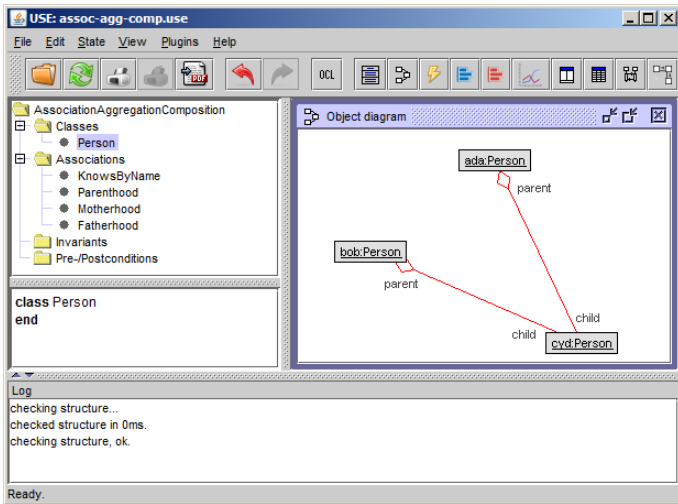 USE: assoc-agg-comp.use
File Edit State View Plugins Help
PDF
OCL
AssociationAggregationComposition
Classes
Person
Associations
KnowsByName
Parenthood
Motherhood
Fatherhood
Invariants
Pre-/Postconditions
class Person
end
Object diagram
ada:Person
parent
bob:Person
parent
child
child
cyd:Person
Log
checking structure...
checked structure in 0ms.
checking structure, ok.
Ready.